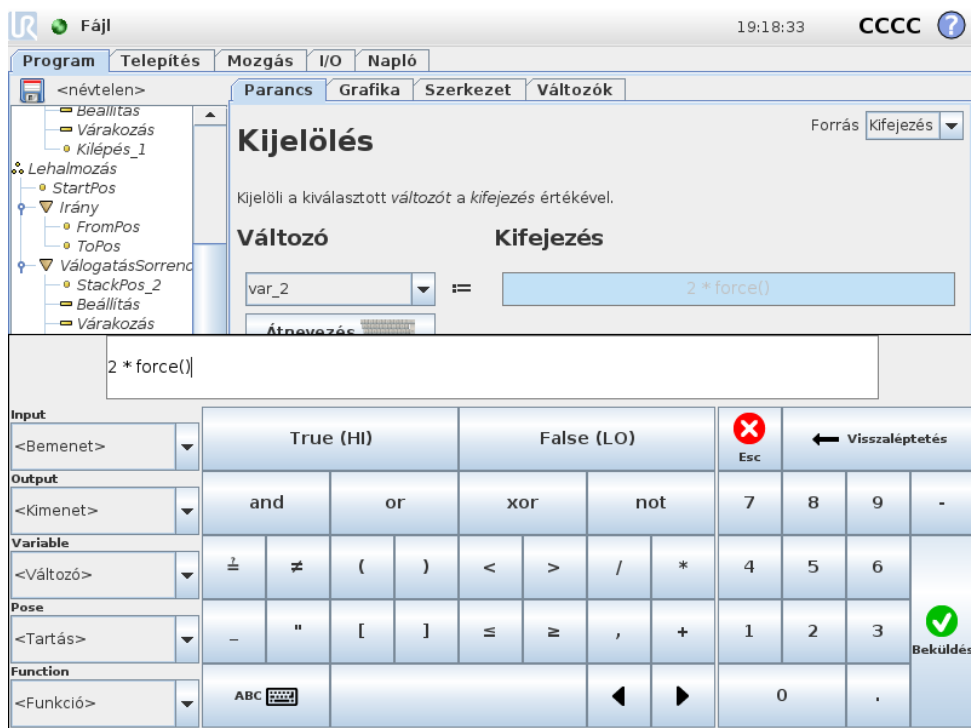 UR Fájl 19:18:33 CCCC ?
Program Telepítés Mozgás I/O Napló
<névtelen> Parancs Grafika Szerkezet Változók
Beállítás
Várakozás
Kilépés_1
Lehalmozás
StartPos
Irány
FromPos
ToPos
VálogatásSorrend
StackPos_2
Beállítás
Várakozás
Forrás Kifejezés
Kijelölés
Kijelöli a kiválasztott változót a kifejezés értékével.
Változó Kifejezés
var_2 := 2 * force()
Átnevezés
2 * force()
Input
<Bemenet> True (HI) False (LO) Esc Visszaléptetés
Output
<Kimenet> and or xor not 7 8 9 -
Variable
<Változó> ≟ ≠ ( ) < > / * 4 5 6
Pose
<Tartás> _ " [ ] ≤ ≥ , + 1 2 3 Beküldés
Function
<Funkció> ABC 0 .